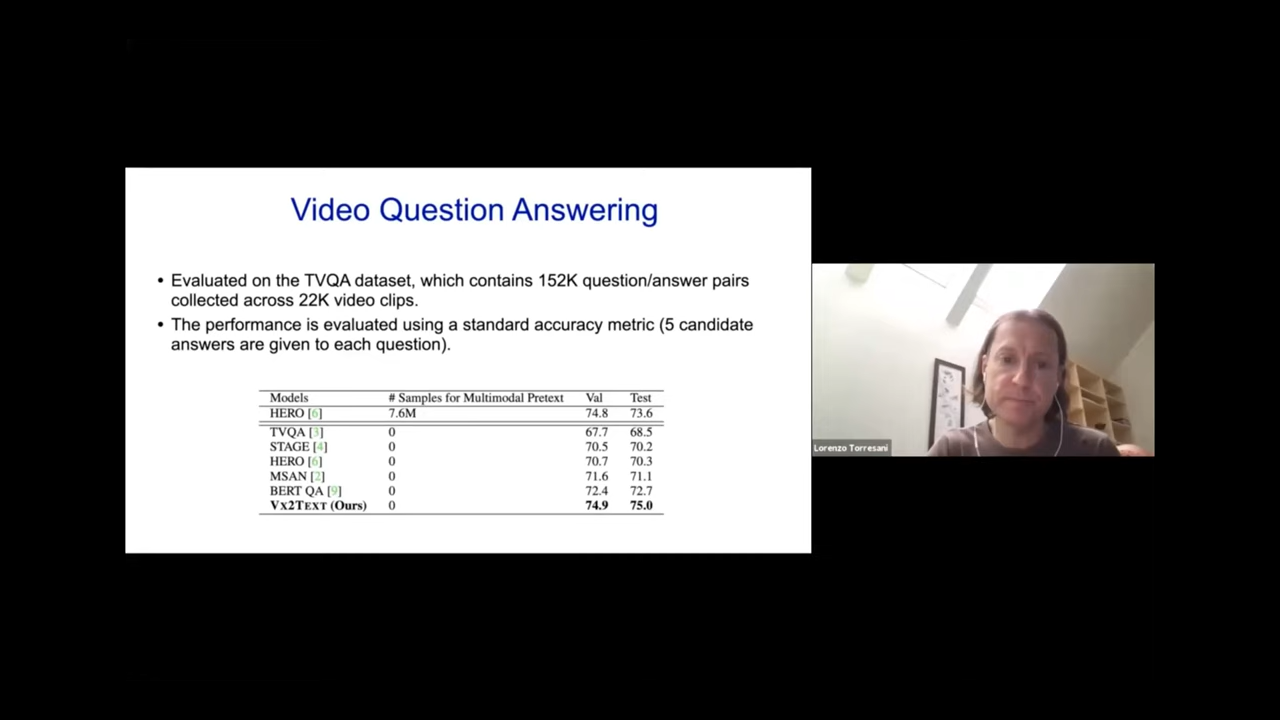 Video Question Answering
• Evaluated on the TVQA dataset, which contains 152K question/answer pairs
collected across 22K video clips.
• The performance is evaluated using a standard accuracy metric (5 candidate
answers are given to each question).
Models # Samples for Multimodal Pretext Val Test
HERO [6] 7.6M 74.8 73.6
TVQA [3] 0 67.7 68.5
STAGE [4] 0 70.5 70.2
HERO [6] 0 70.7 70.3
MSAN [2] 0 71.6 71.1
BERT QA [9] 0 72.4 72.7
VX2TEXT (Ours) 0 74.9 75.0
Lorenzo Torresani